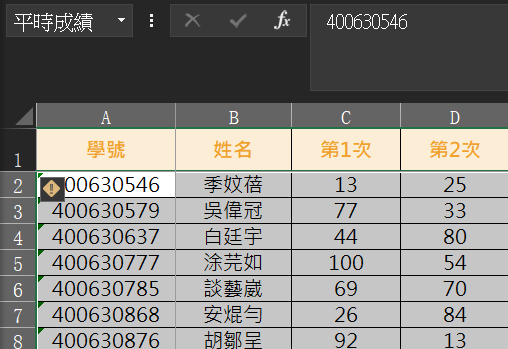 平時成績 fx 400630546
A B C D
1 學號 姓名 第1次 第2次
2 400630546 季妏蓓 13 25
3 400630579 吳偉冠 77 33
4 400630637 白廷宇 44 80
5 400630777 涂芫如 100 54
6 400630785 談藝崴 69 70
7 400630868 安焜勻 26 84
8 400630876 胡鄒呈 92 13